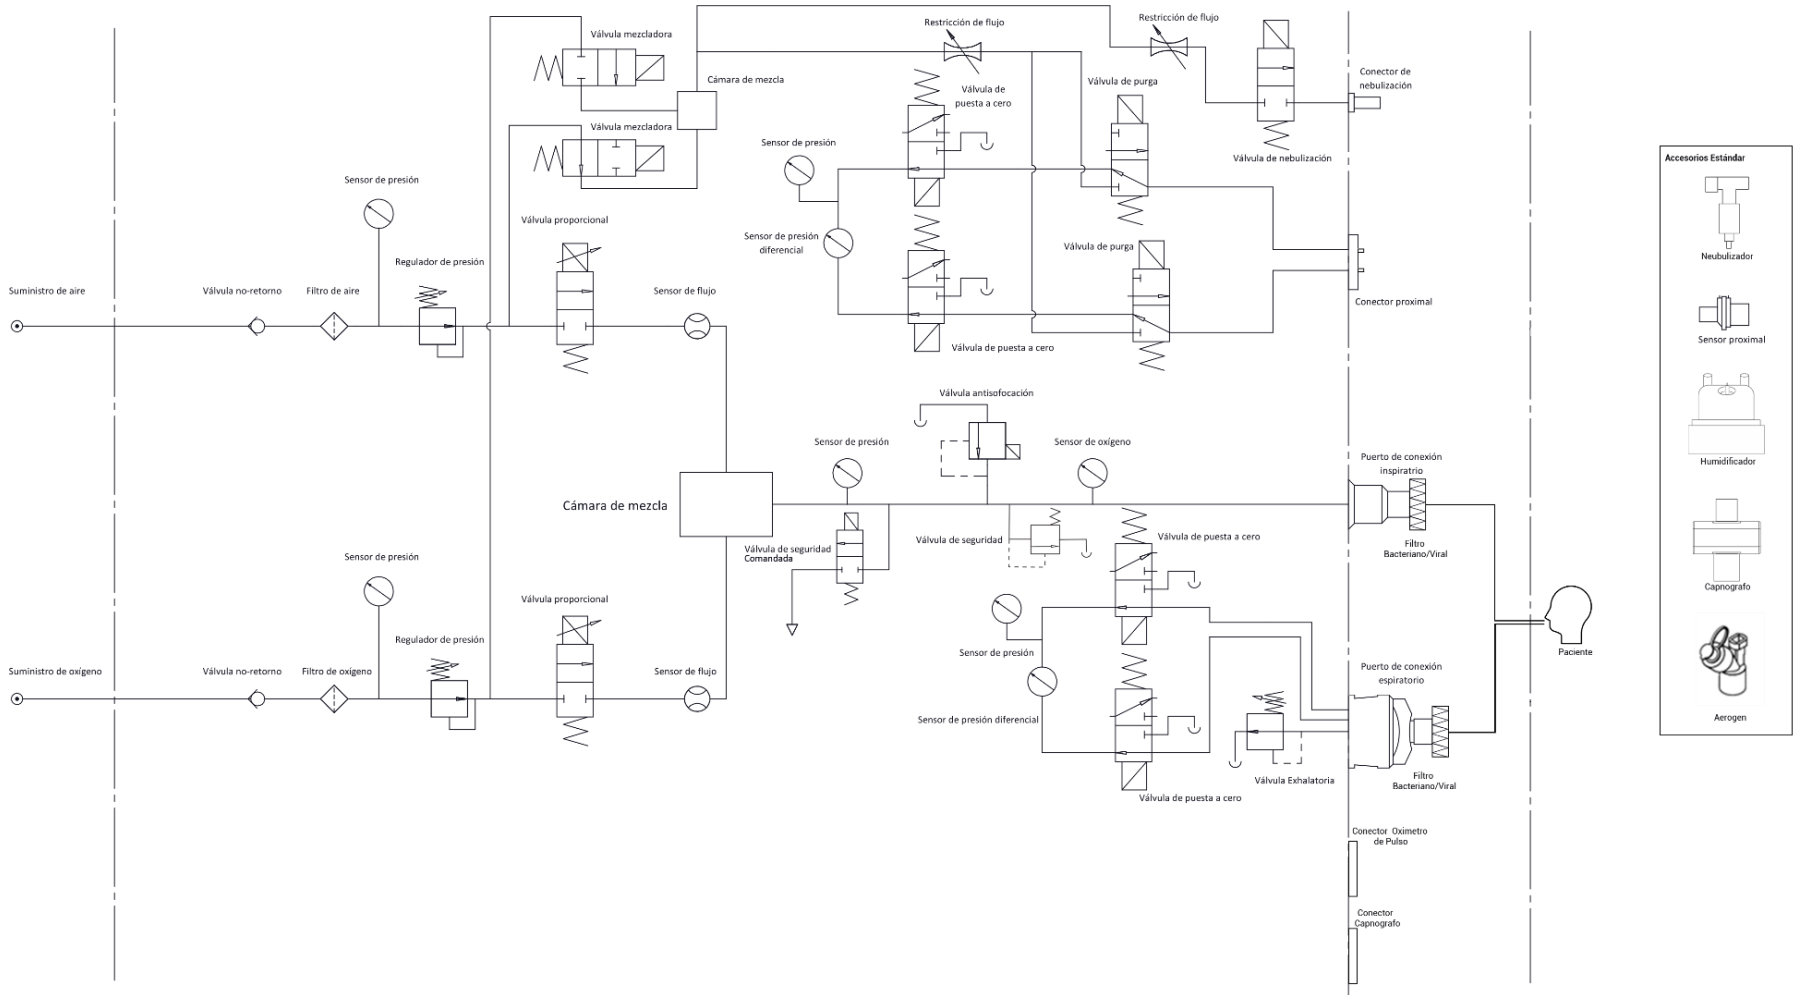 Restricción de flujo
Restricción de flujo
Válvula mezcladora
Cámara de mezcla
Conector de
nebulización
Válvula de purga
Válvula de
puesta a cero
Válvula mezcladora
Sensor de presión
Válvula de nebulización
Accesorios Estándar
Sensor de presión
Válvula proporcional
Sensor de presión
diferencial
Válvula de purga
Neubulizador
Regulador de presión
Suministro de aire
Válvula no-retorno
Filtro de aire
Sensor de flujo
Conector proximal
Válvula de puesta a cero
Sensor proximal
Válvula antisofocación
Sensor de presión
Sensor de oxígeno
Puerto de conexión
inspiratrio
Humidificador
Cámara de mezcla
Válvula de seguridad
Comandada
Válvula de seguridad
Válvula de puesta a cero
Filtro
Bacteriano/Viral
Sensor de presión
Capnografo
Válvula proporcional
Regulador de presión
Sensor de presión
Paciente
Suministro de oxígeno
Válvula no-retorno
Filtro de oxígeno
Sensor de flujo
Puerto de conexión
espiratorio
Sensor de presión diferencial
Aerogen
Válvula Exhalatoria
Filtro
Bacteriano/Viral
Válvula de puesta a cero
Conector Oximetro
de Pulso
Conector
Capnografo